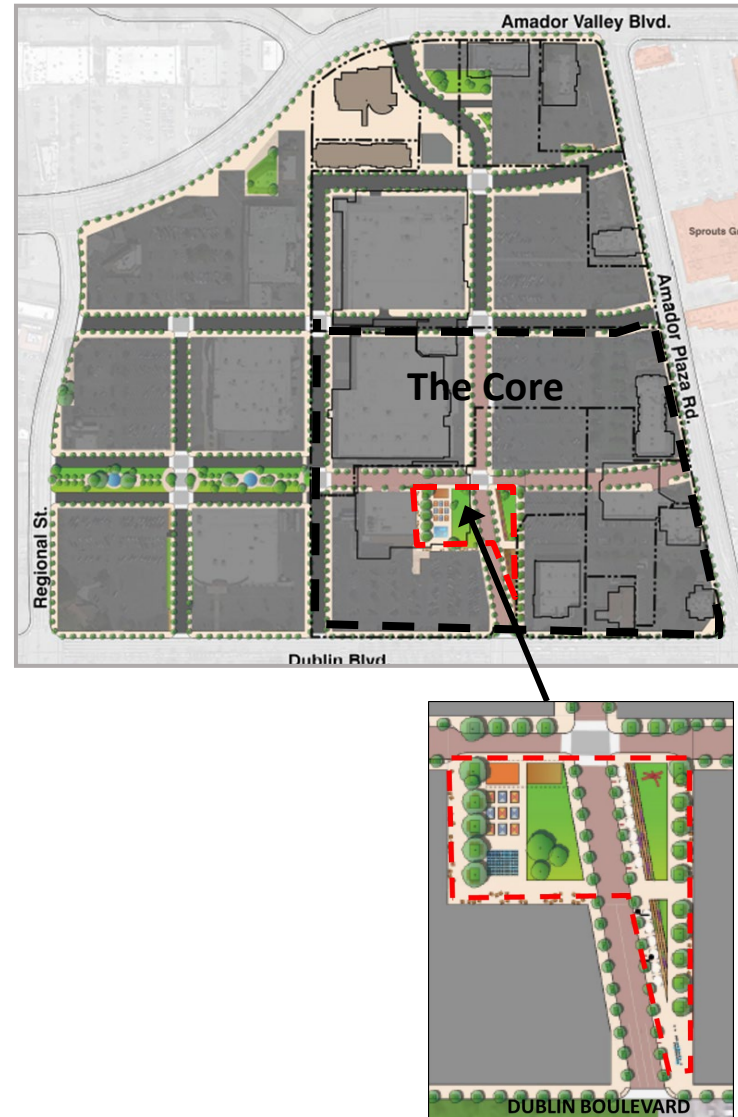 Amador Valley Blvd.
Sprouts G
Amador Plaza Rd.
The Core
Regional St.
Dublin Blvd
DUBLIN BOULEVARD